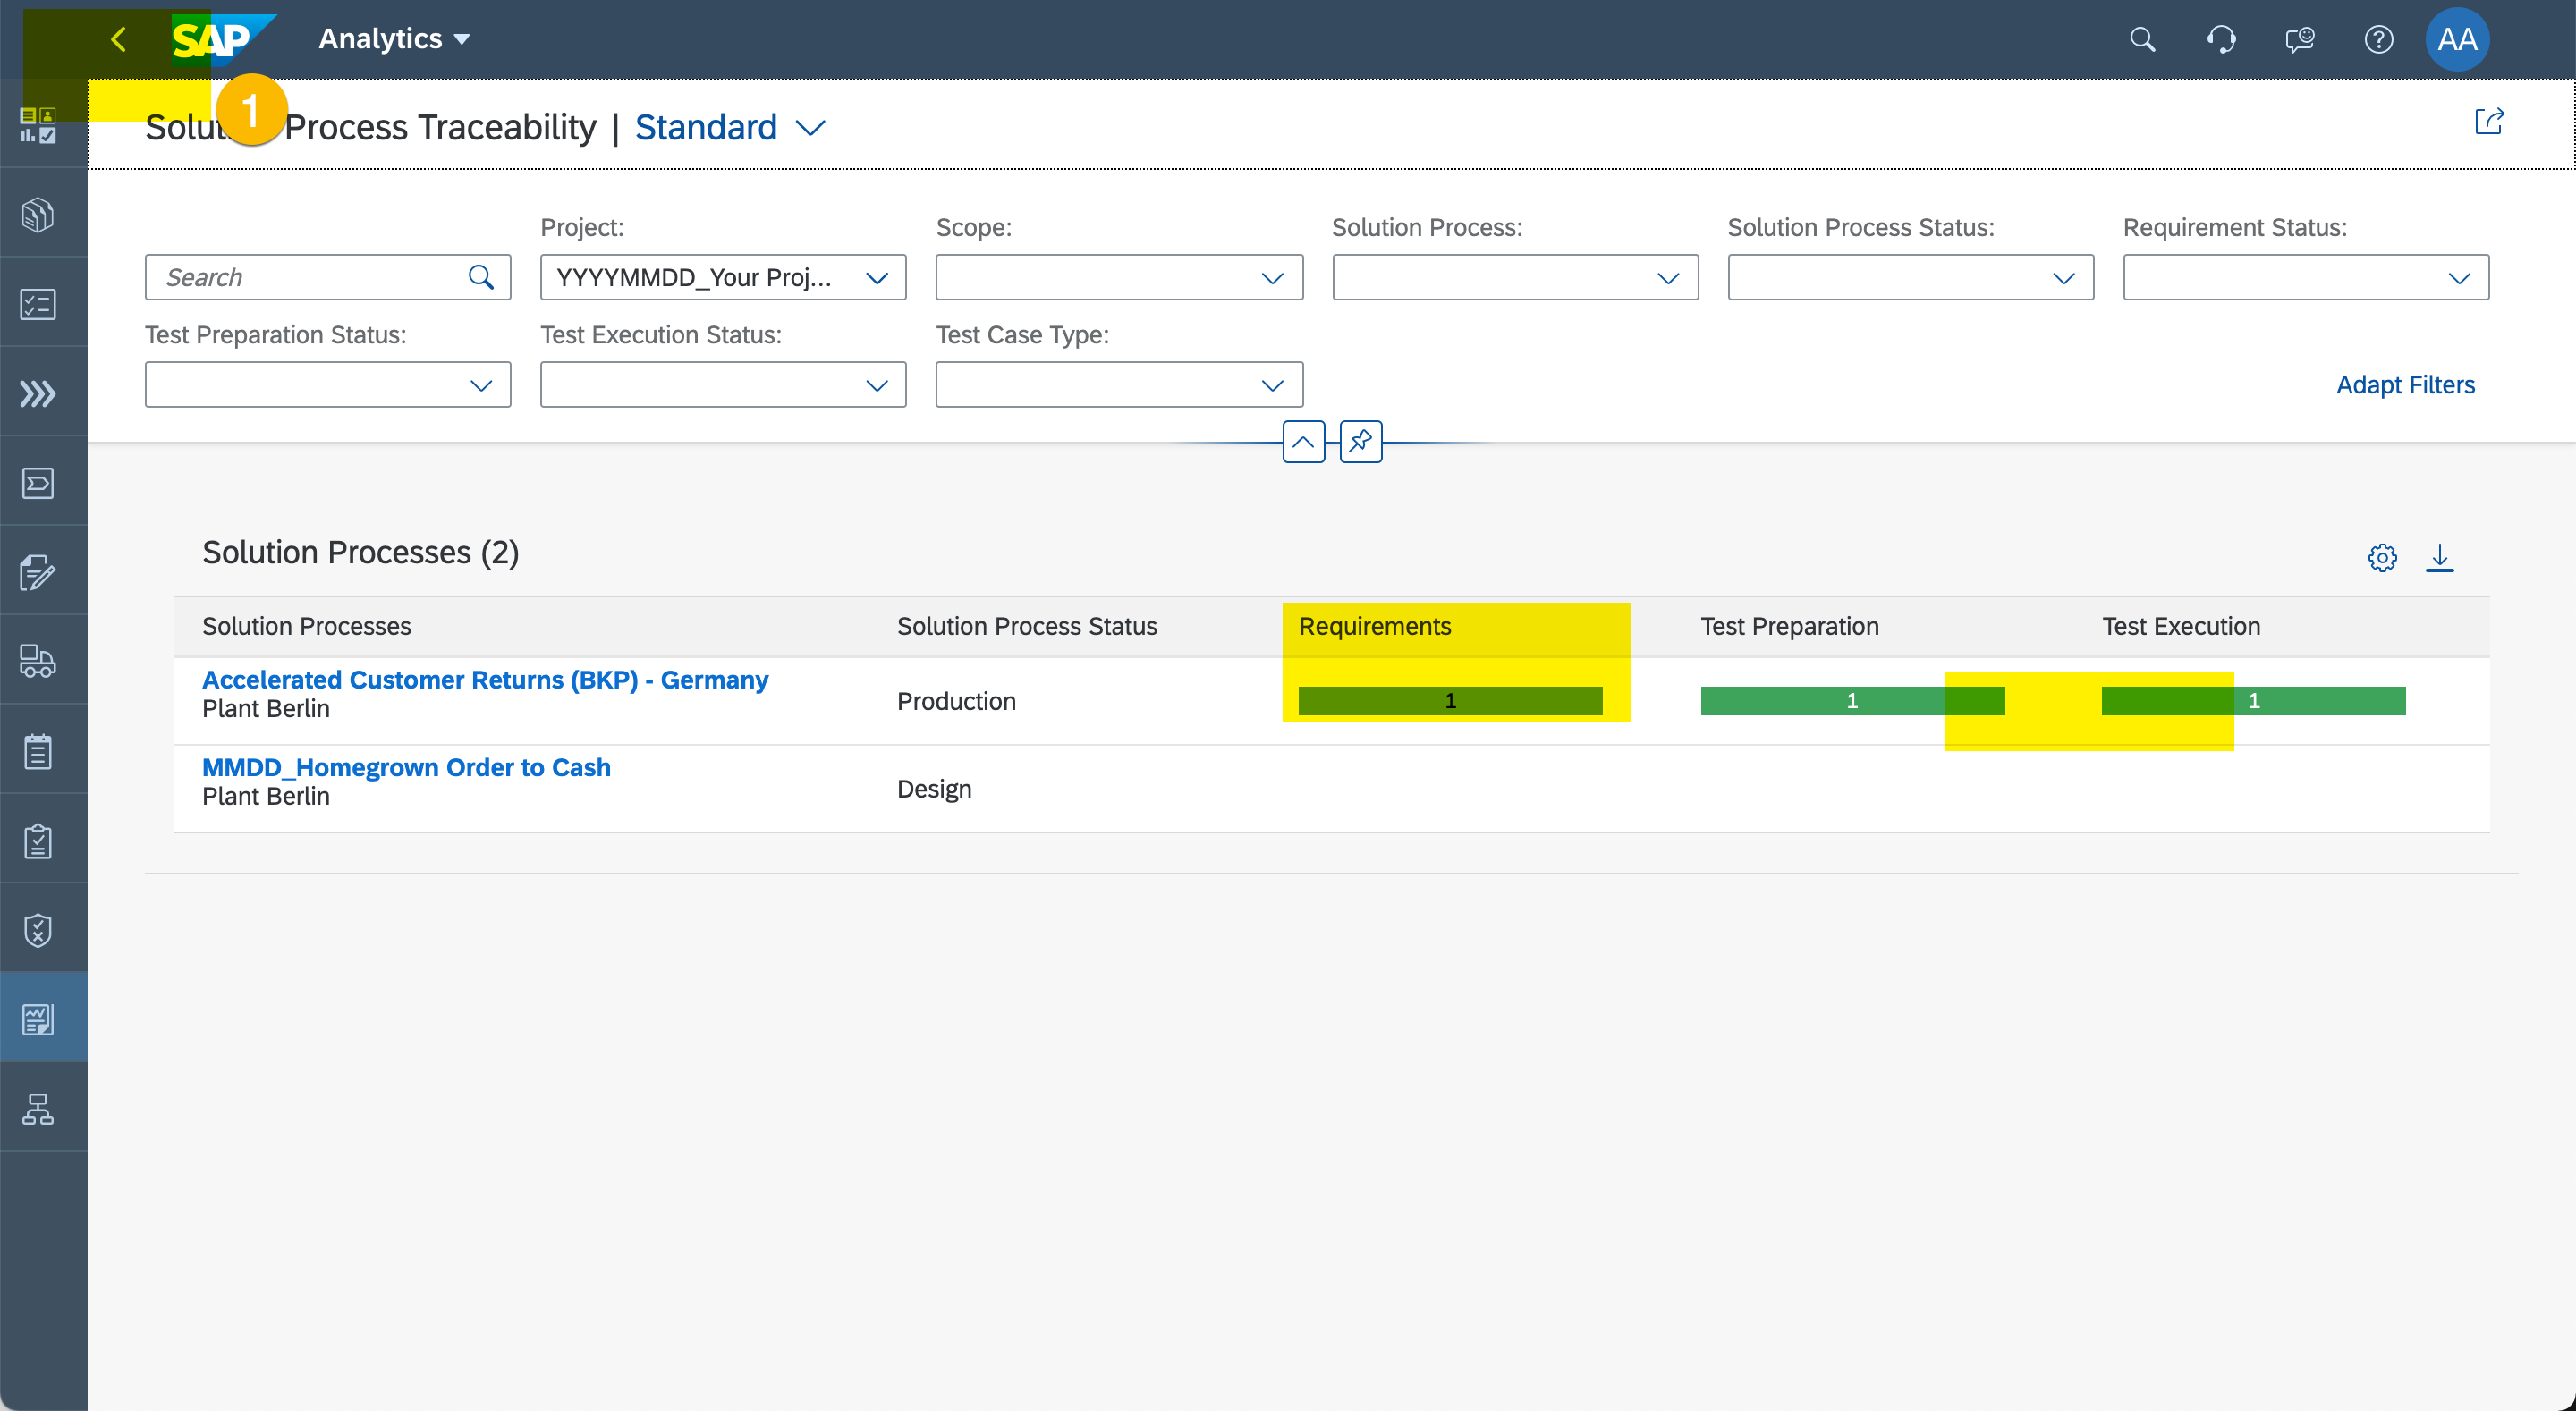 SAP
Analytics
AA
1
Solut Process Traceability | Standard
Project:
Scope:
Solution Process:
Solution Process Status:
Requirement Status:
Search
YYYYMMDD_Your Proj...
Test Preparation Status:
Test Execution Status:
Test Case Type:
Adapt Filters
Solution Processes (2)
Solution Processes
Solution Process Status
Requirements
Test Preparation
Test Execution
Accelerated Customer Returns (BKP) - Germany
Plant Berlin
Production
1
1
1
MMDD_Homegrown Order to Cash
Plant Berlin
Design